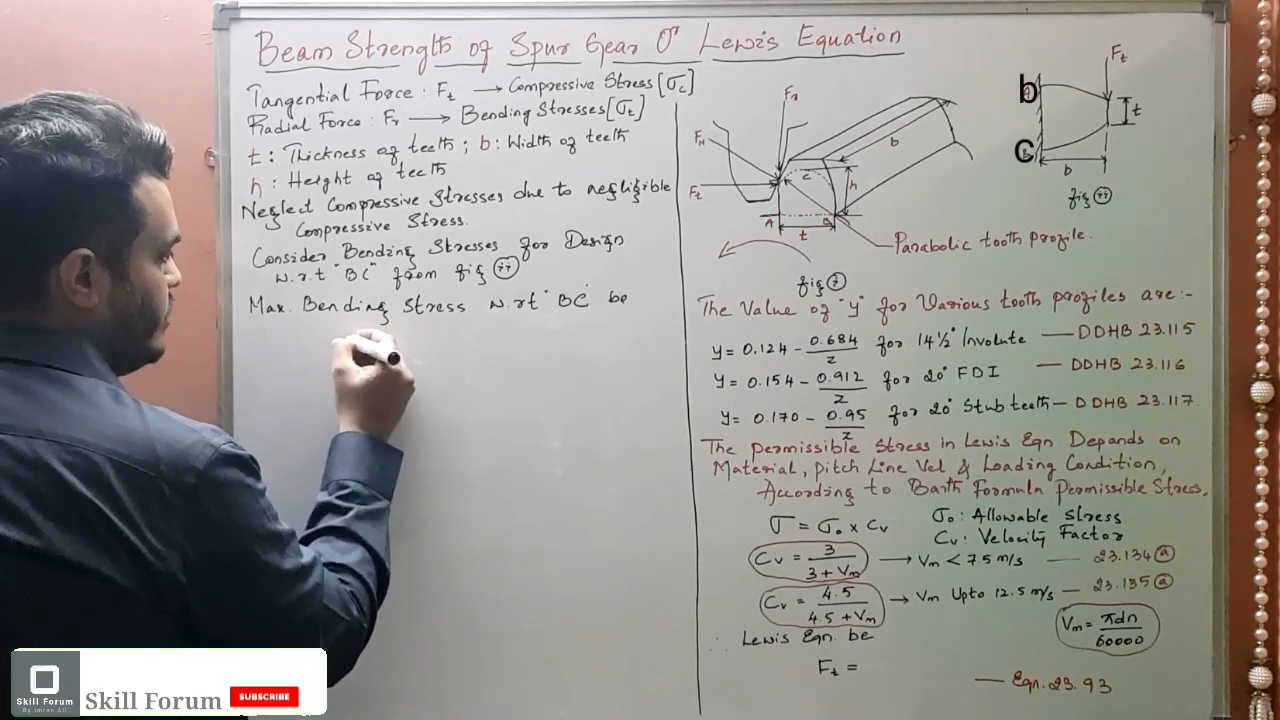 Beam Strength of Spur Gear Or Lewis Equation
Tangential Force : Ft → Compressive Stress [σc]
Radial Force : Fr → Bending Stresses [σt]
t : Thickness of teeth ; b : Width of teeth
h : Height of teeth
Neglect Compressive Stresses due to negligible
Compressive Stress.
Consider Bending Stresses for Design
w.r.t "BC" from fig (ii)
Max. Bending Stress w.r.t "BC" be
Fr
FN
Ft
A
B
t
h
b
fig (i)
Parabolic tooth profile.
Ft
b
C
t
b
fig (ii)
The Value of "y" for Various tooth profiles are:-
y = 0.124 - 0.684/z for 14½° Involute — DDHB 23.115
y = 0.154 - 0.912/z for 20° FDI — DDHB 23.116
y = 0.170 - 0.95/z for 20° Stub teeth — DDHB 23.117.
The permissible stress in Lewis Eqn Depends on
Material, pitch Line Vel & Loading Condition,
According to Barth Formula Permissible Stress,
σ = σo x Cv
σo : Allowable stress
Cv : Velocity Factor
Cv = 3/(3 + Vm) → Vm < 7.5 m/s — 23.134 (a)
Cv = 4.5/(4.5 + Vm) → Vm Upto 12.5 m/s — 23.135 (a)
Vm = πdn/60000
∴ Lewis Eqn. be
Ft =
— Eqn. 23.93
Skill Forum
By Imran Ali
Skill Forum
SUBSCRIBE